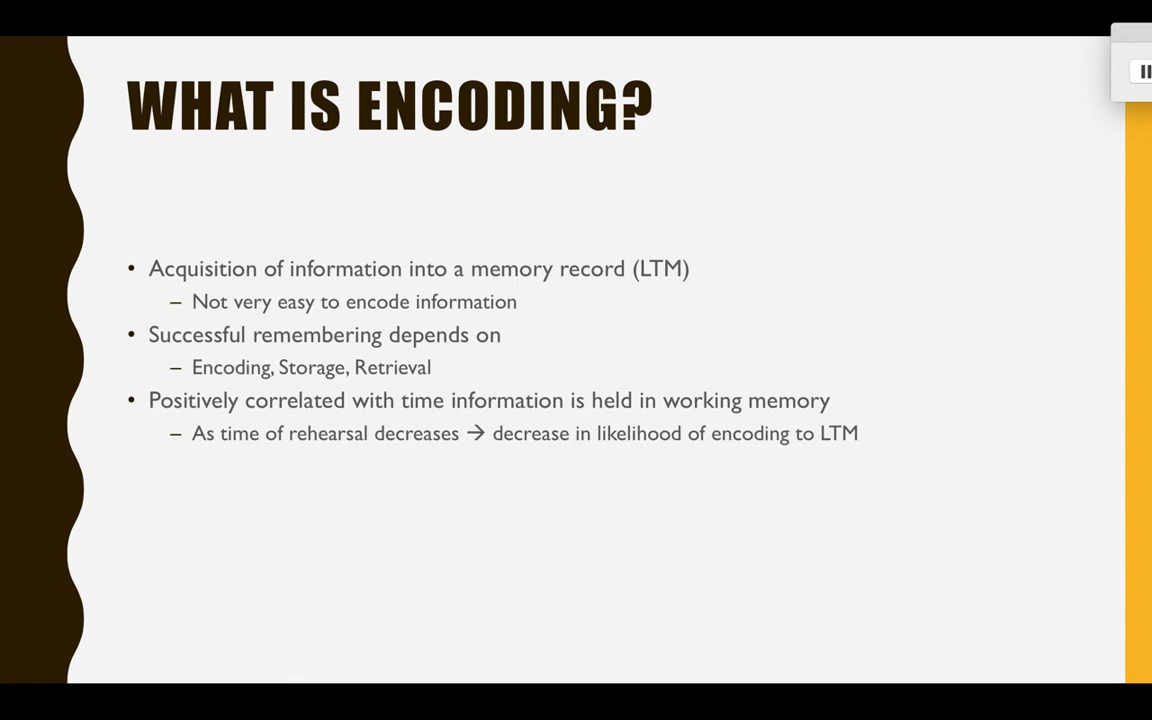 WHAT IS ENCODING?
• Acquisition of information into a memory record (LTM)
– Not very easy to encode information
• Successful remembering depends on
– Encoding, Storage, Retrieval
• Positively correlated with time information is held in working memory
– As time of rehearsal decreases → decrease in likelihood of encoding to LTM